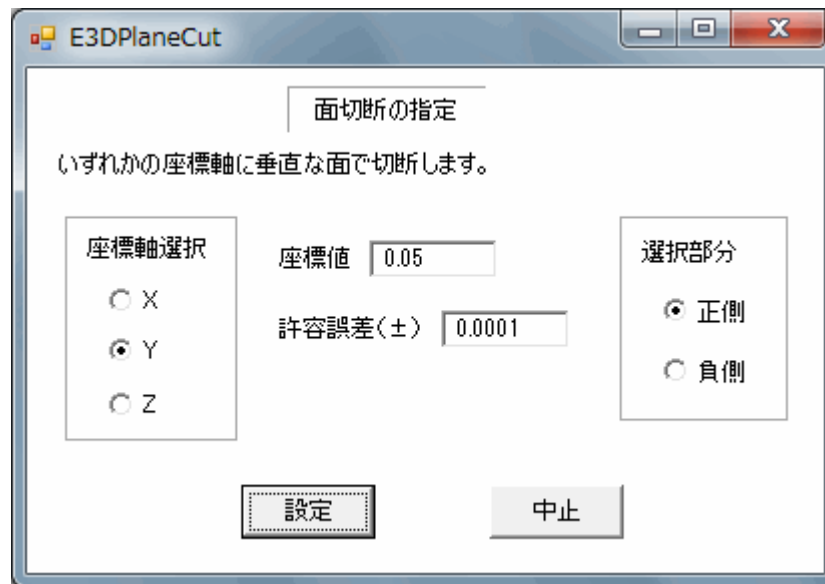 E3DPlaneCut
面切断の指定
いずれかの座標軸に垂直な面で切断します。
座標軸選択
X
Y
Z
座標値 0.05
許容誤差(±) 0.0001
選択部分
正側
負側
設定
中止